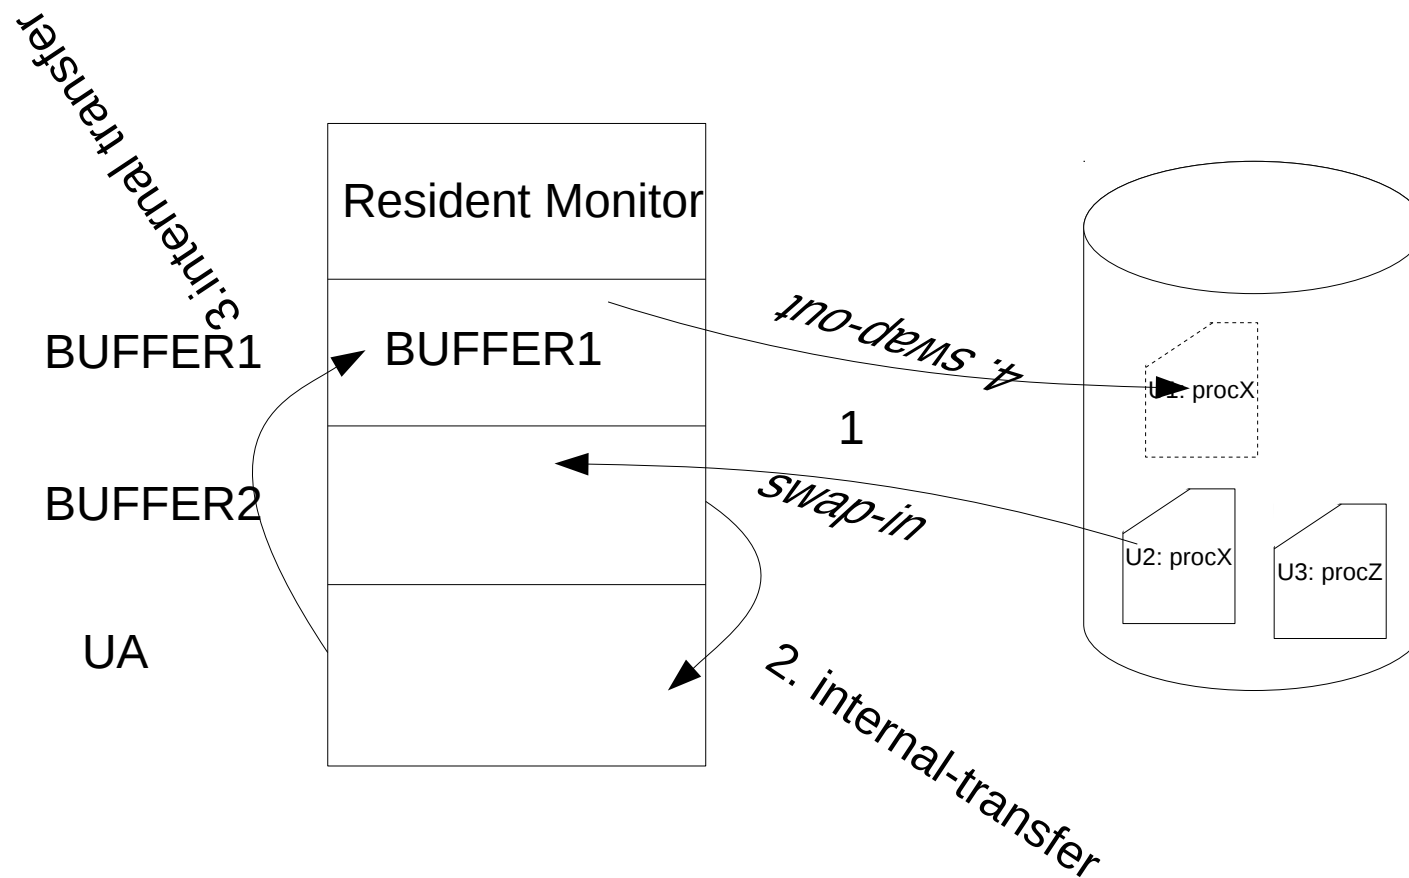 3.internal transfer
Resident Monitor
BUFFER1
BUFFER1
4. swap-out
U1: procX
1
swap-in
BUFFER2
U2: procX
U3: procZ
UA
2. internal-transfer